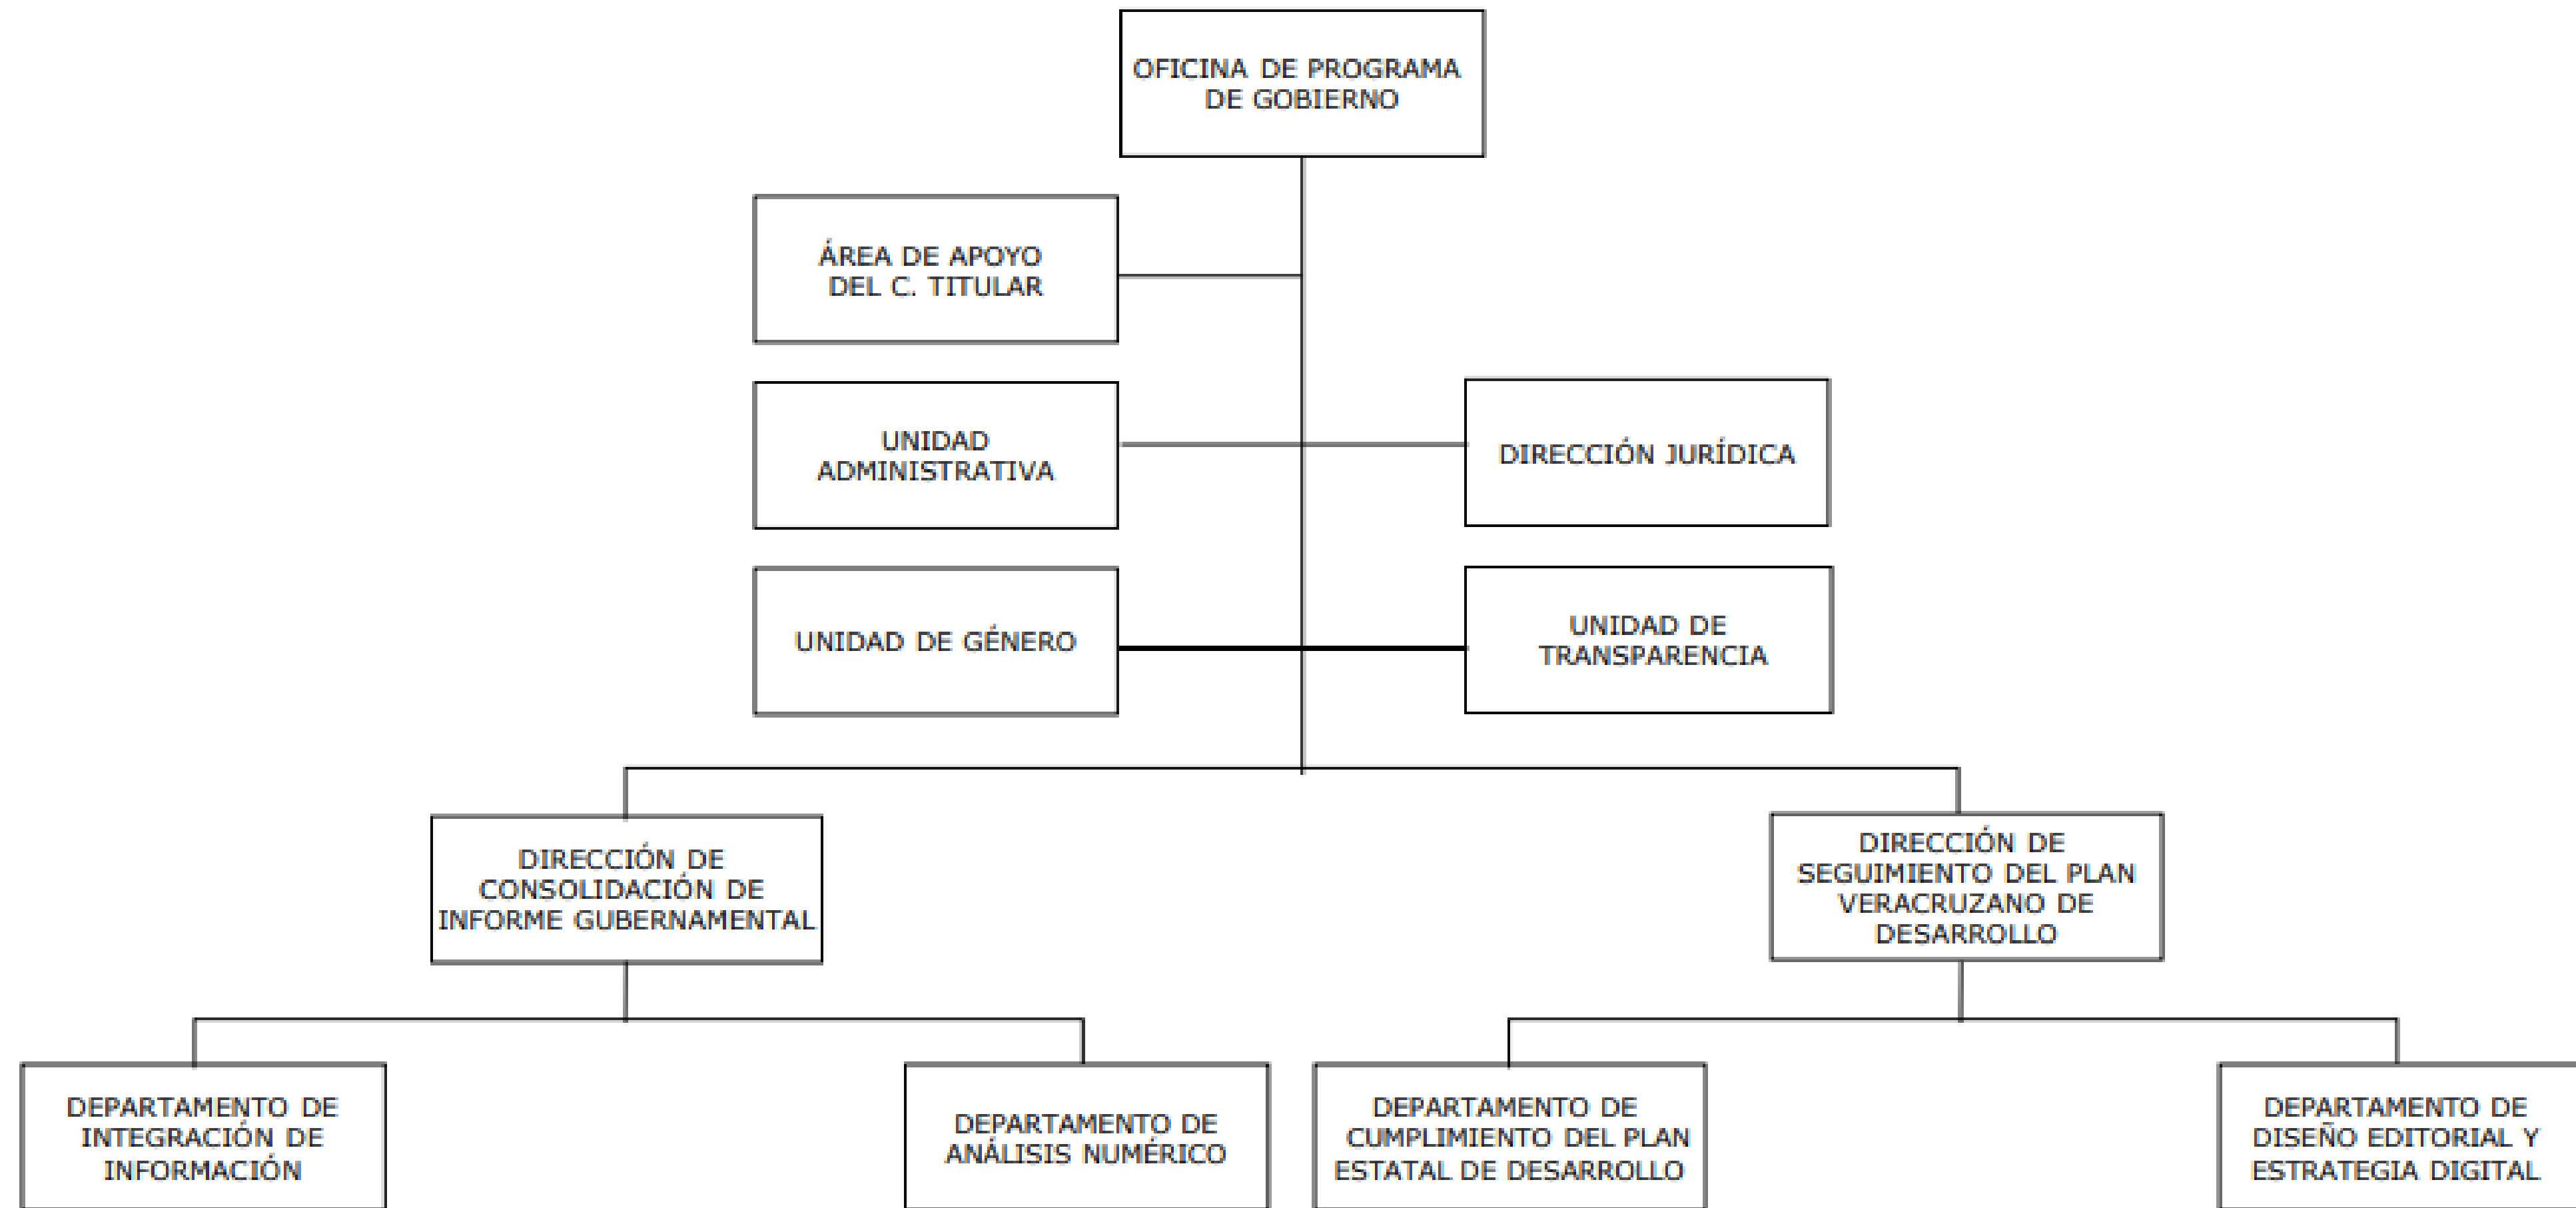 OFICINA DE PROGRAMA
DE GOBIERNO
ÁREA DE APOYO
DEL C. TITULAR
UNIDAD
ADMINISTRATIVA
DIRECCIÓN JURÍDICA
UNIDAD DE GÉNERO
UNIDAD DE
TRANSPARENCIA
DIRECCIÓN DE
CONSOLIDACIÓN DE
INFORME GUBERNAMENTAL
DIRECCIÓN DE
SEGUIMIENTO DEL PLAN
VERACRUZANO DE
DESARROLLO
DEPARTAMENTO DE
INTEGRACIÓN DE
INFORMACIÓN
DEPARTAMENTO DE
ANÁLISIS NUMÉRICO
DEPARTAMENTO DE
CUMPLIMIENTO DEL PLAN
ESTATAL DE DESARROLLO
DEPARTAMENTO DE
DISEÑO EDITORIAL Y
ESTRATEGIA DIGITAL